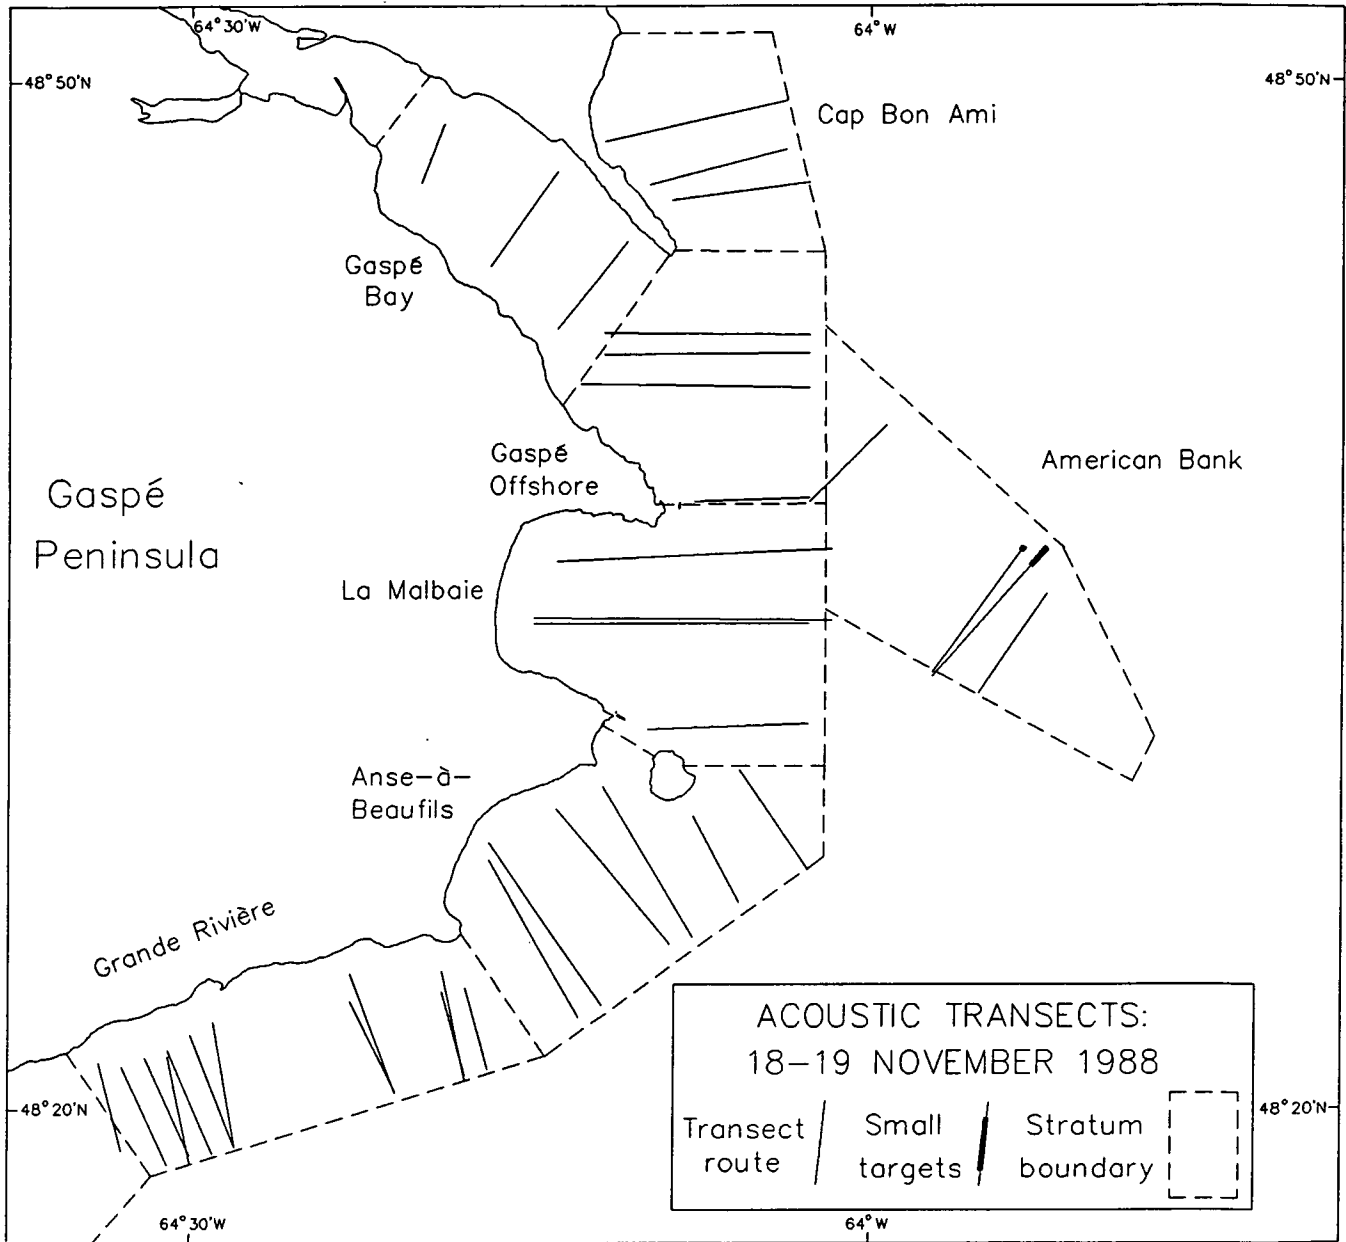 64°30'W
64°W
48°50'N
48°50'N
Cap Bon Ami
Gaspé
Bay
Gaspé
Offshore
American Bank
Gaspé
Peninsula
La Malbaie
Anse-à-
Beaufils
Grande Rivière
ACOUSTIC TRANSECTS:
18-19 NOVEMBER 1988
Transect
route
Small
targets
Stratum
boundary
48°20'N
48°20'N
64°30'W
64°W